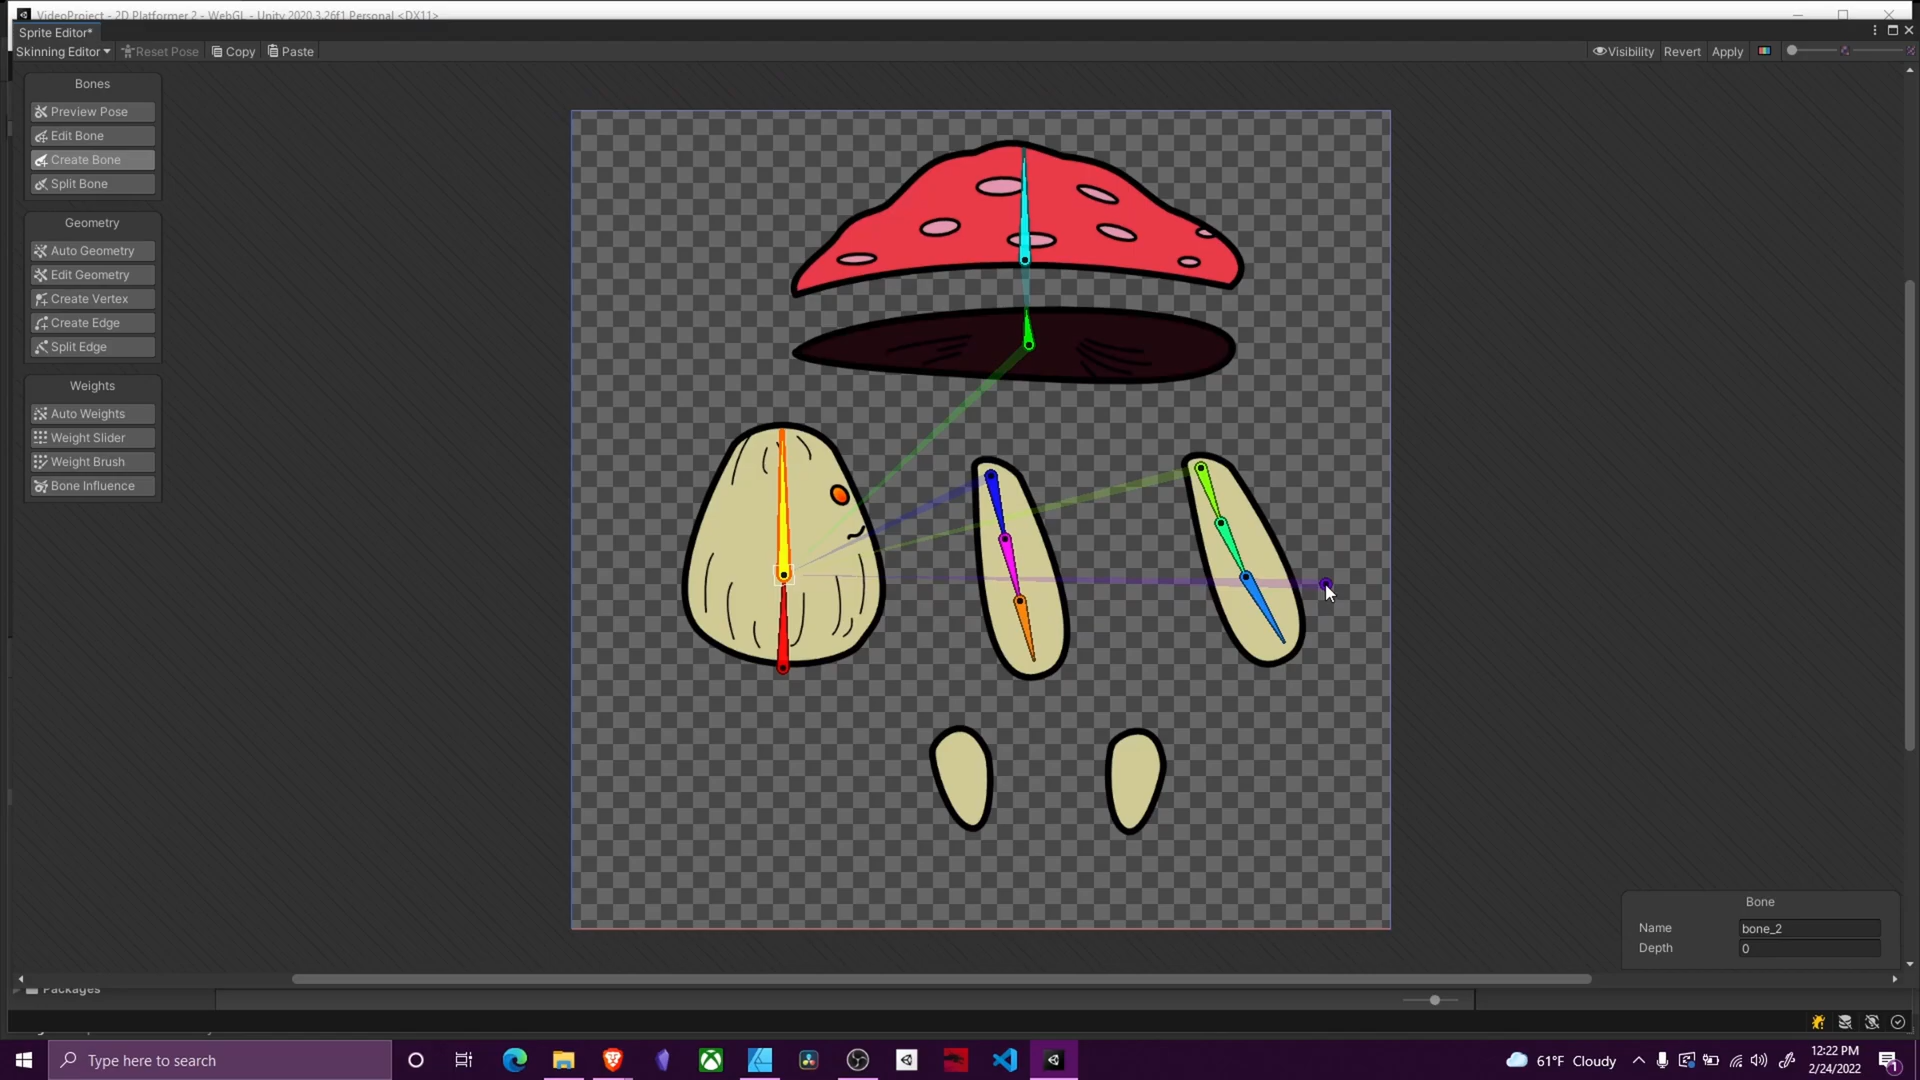 VideoProject - 2D Platformer 2 - WebGL - Unity 2020.3.26f1 Personal <DX11>
Sprite Editor*
Skinning Editor Reset Pose Copy Paste Visibility Revert Apply
Bones
Preview Pose
Edit Bone
Create Bone
Split Bone
Geometry
Auto Geometry
Edit Geometry
Create Vertex
Create Edge
Split Edge
Weights
Auto Weights
Weight Slider
Weight Brush
Bone Influence
Bone
Name bone_2
Depth 0
Packages
Type here to search
61°F Cloudy
12:22 PM
2/24/2022
1